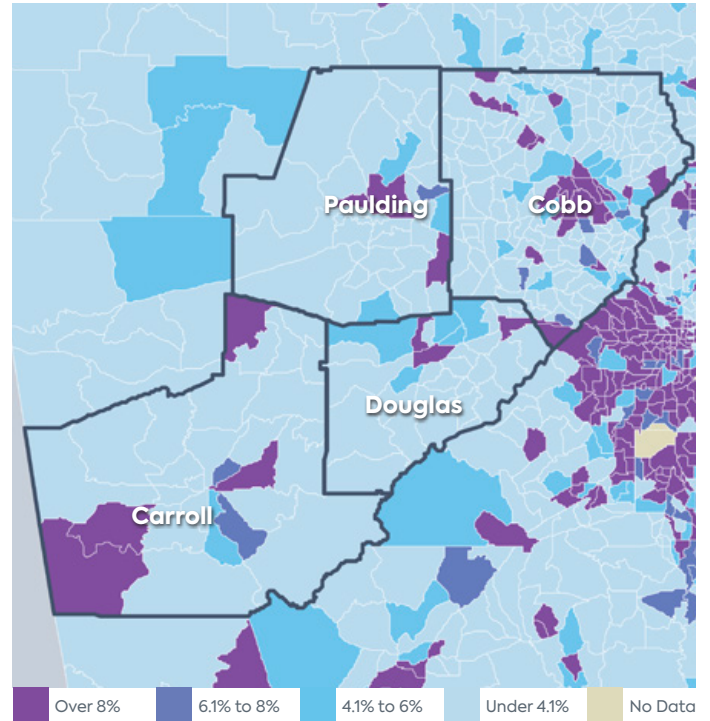 Paulding
Cobb
Douglas
Carroll
Over 8%
6.1% to 8%
4.1% to 6%
Under 4.1%
No Data